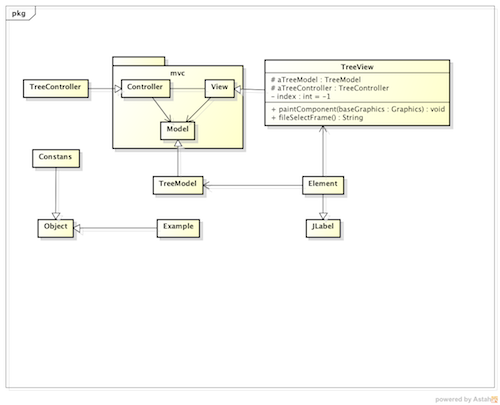 pkg
TreeView
# aTreeModel : TreeModel
# aTreeController : TreeController
- index : int = -1
+ paintComponent(baseGraphics : Graphics) : void
+ fileSelectFrame() : String
mvc
TreeController
Controller
View
Model
Constans
TreeModel
Element
Object
Example
JLabel
powered by Astah